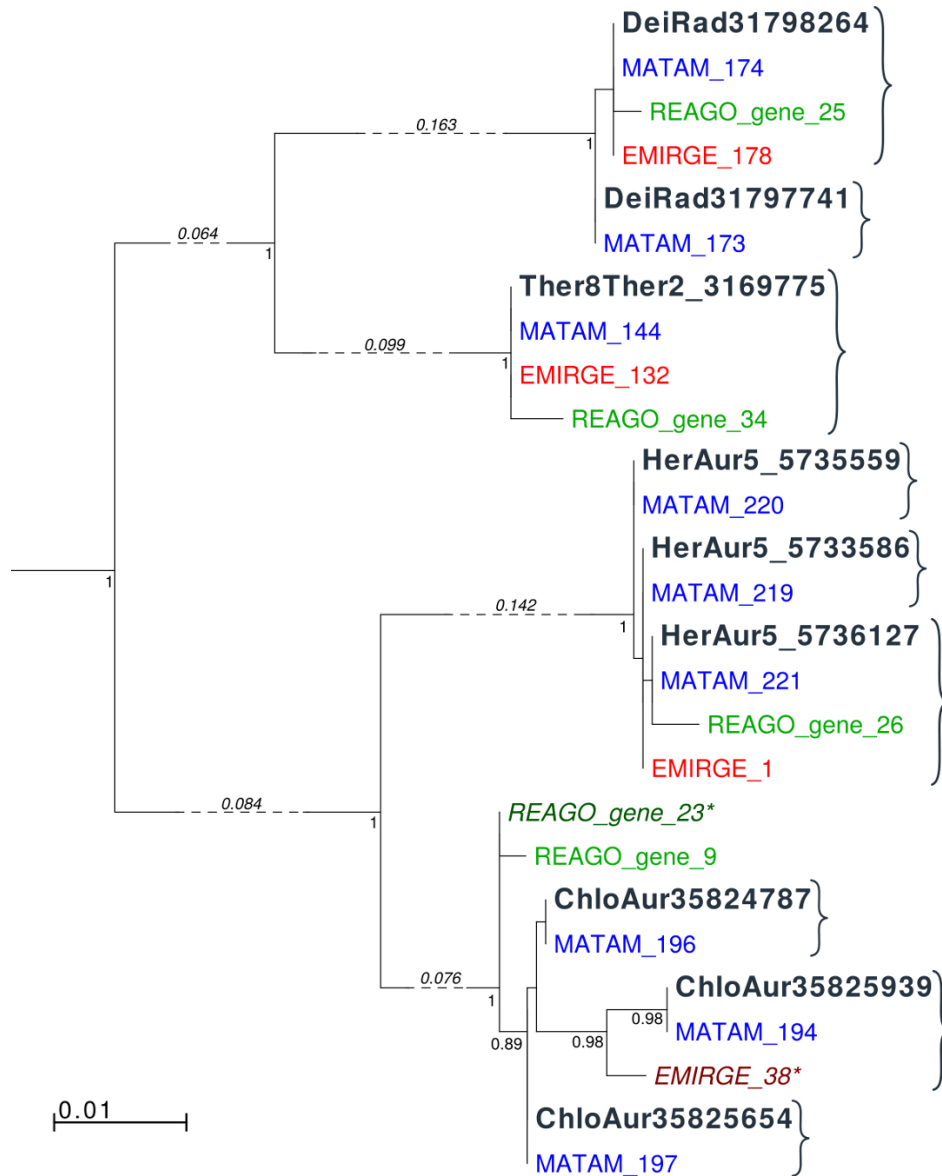 DeiRad31798264
MATAM_174
REAGO_gene_25
0.163
1
EMIRGE_178
DeiRad31797741
0.064
1
MATAM_173
Ther8Ther2_3169775
MATAM_144
0.099
1
EMIRGE_132
REAGO_gene_34
HerAur5_5735559
MATAM_220
HerAur5_5733586
1
MATAM_219
0.142
1
HerAur5_5736127
MATAM_221
REAGO_gene_26
EMIRGE_1
0.084
1
REAGO_gene_23*
REAGO_gene_9
ChloAur35824787
MATAM_196
0.076
1
ChloAur35825939
0.98
MATAM_194
0.89
0.98
EMIRGE_38*
0.01
ChloAur35825654
MATAM_197